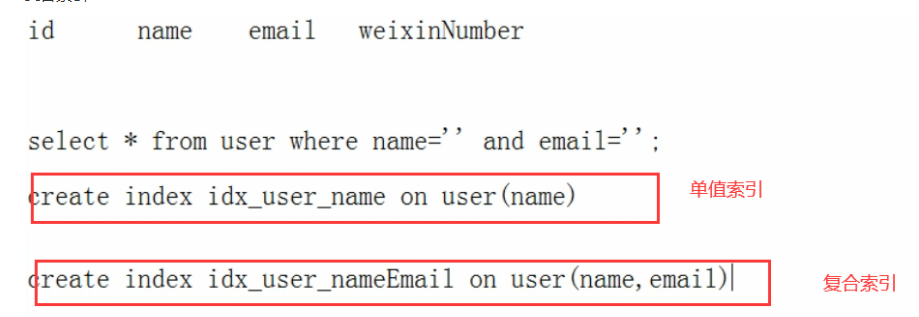 id name email weixinNumber
select * from user where name='' and email='';
create index idx_user_name on user(name)
单值索引
create index idx_user_nameEmail on user(name,email)
复合索引